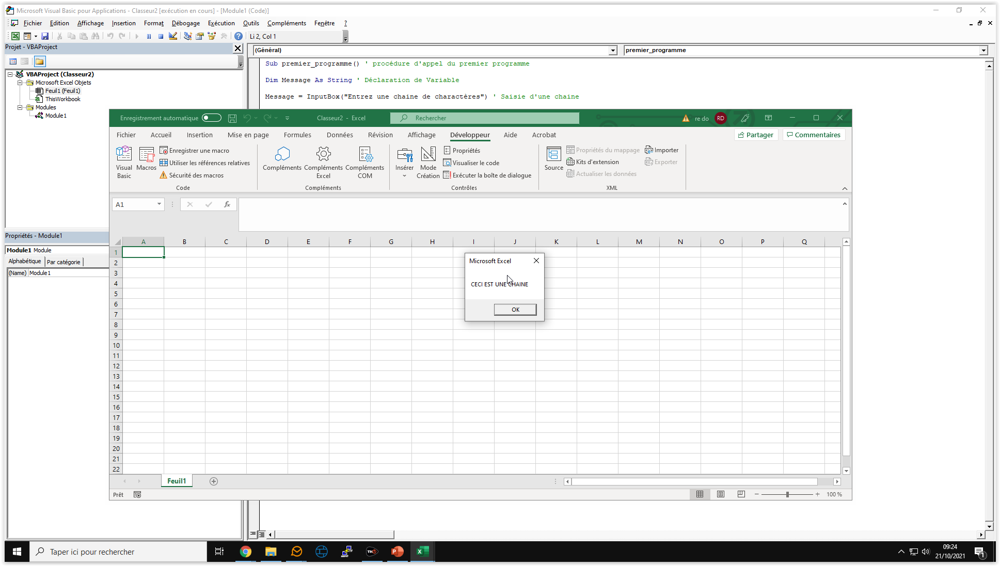 Microsoft Visual Basic pour Applications - Classeur2 [exécution en cours] - [Module1 (Code)]
Fichier Edition Affichage Insertion Format Débogage Exécution Outils Compléments Fenêtre ?
Li 2, Col 1
Projet - VBAProject
VBAProject (Classeur2)
Microsoft Excel Objets
Feuil1 (Feuil1)
ThisWorkbook
Modules
Module1
(Général) premier_programme
Sub premier_programme() ' procédure d'appel du premier programme
Dim Message As String ' Déclaration de Variable
Message = InputBox("Entrez une chaine de charactères") ' Saisie d'une chaine
Enregistrement automatique Classeur2 - Excel Rechercher re do RD
Fichier Accueil Insertion Mise en page Formules Données Révision Affichage Développeur Aide Acrobat Partager Commentaires
Visual Basic
Macros
Enregistrer une macro
Utiliser les références relatives
Sécurité des macros
Code
Compléments
Compléments Excel
Compléments COM
Compléments
Insérer
Mode Création
Propriétés
Visualiser le code
Exécuter la boîte de dialogue
Contrôles
Source
Propriétés du mappage
Kits d'extension
Actualiser les données
Importer
Exporter
XML
A1 fx
Propriétés - Module1
Module1 Module
Alphabétique Par catégorie
(Name) Module1
A B C D E F G H I J K L M N O P Q
1
2
3
4
5
6
7
8
9
10
11
12
13
14
15
16
17
18
19
20
21
22
Microsoft Excel
CECI EST UNE CHAINE
OK
Feuil1
Prêt 100 %
Taper ici pour rechercher
09:24
21/10/2021
1